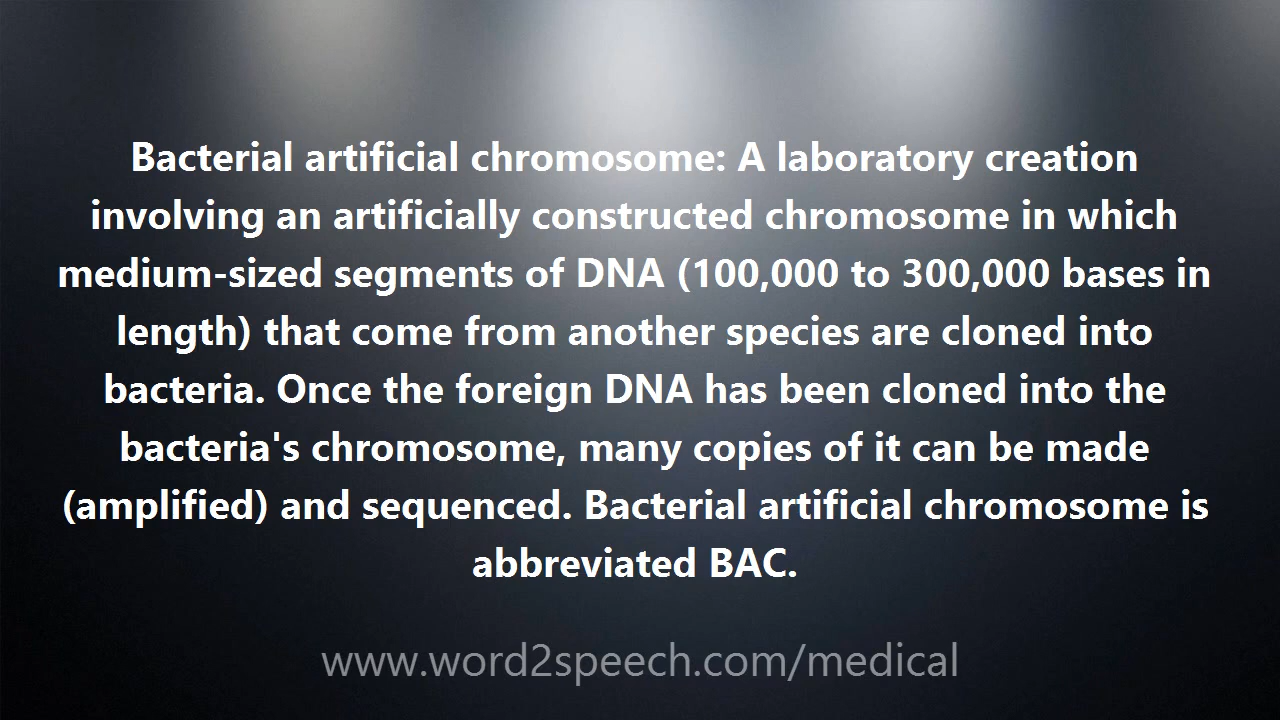 Bacterial artificial chromosome: A laboratory creation
involving an artificially constructed chromosome in which
medium-sized segments of DNA (100,000 to 300,000 bases in
length) that come from another species are cloned into
bacteria. Once the foreign DNA has been cloned into the
bacteria's chromosome, many copies of it can be made
(amplified) and sequenced. Bacterial artificial chromosome is
abbreviated BAC.
www.word2speech.com/medical